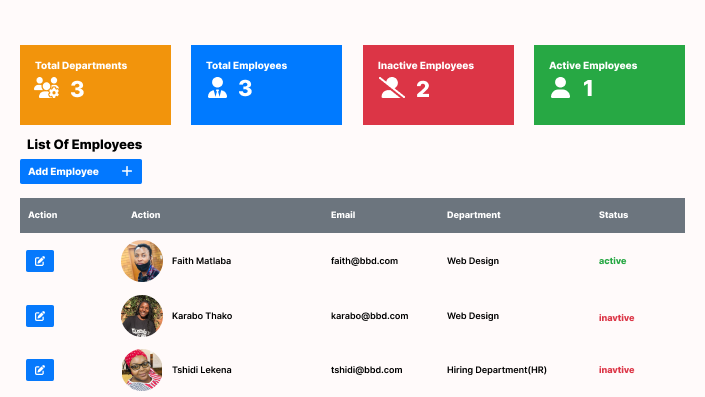 Total Departments
3
Total Employees
3
Inactive Employees
2
Active Employees
1
List Of Employees
Add Employee +
Action Action Email Department Status
Faith Matlaba faith@bbd.com Web Design active
Karabo Thako karabo@bbd.com Web Design inavtive
Tshidi Lekena tshidi@bbd.com Hiring Department(HR) inavtive